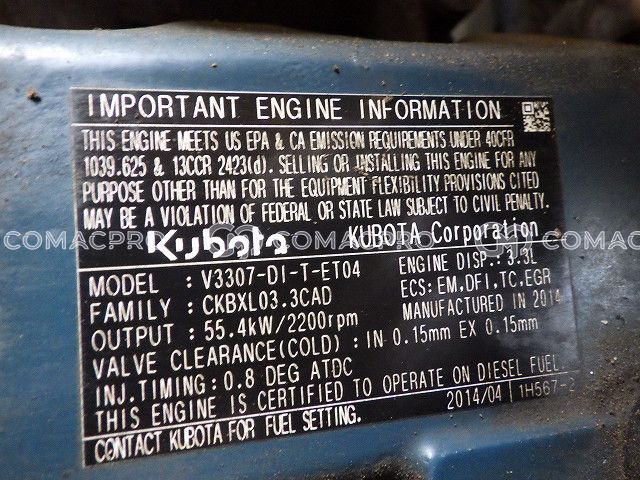 IMPORTANT ENGINE INFORMATION
THIS ENGINE MEETS US EPA & CA EMISSION REQUIREMENTS UNDER 40CFR
1039.625 & 13CCR 2423(d). SELLING OR INSTALLING THIS ENGINE FOR ANY
PURPOSE OTHER THAN FOR THE EQUIPMENT FLEXIBILITY PROVISIONS CITED
MAY BE A VIOLATION OF FEDERAL OR STATE LAW SUBJECT TO CIVIL PENALTY.
COMACPRO COMACPRO
Kubota KUBOTA Corporation
MODEL : V3307-DI-T-ET04 ENGINE DISP.: 3.3L
FAMILY : CKBXL03.3CAD ECS: EM,DFI,TC,EGR
OUTPUT : 55.4kW/2200rpm MANUFACTURED IN 2014
VALVE CLEARANCE(COLD) : IN 0.15mm EX 0.15mm
INJ.TIMING: 0.8 DEG ATDC
THIS ENGINE IS CERTIFIED TO OPERATE ON DIESEL FUEL.
CONTACT KUBOTA FOR FUEL SETTING. 2014/04 1H567-2